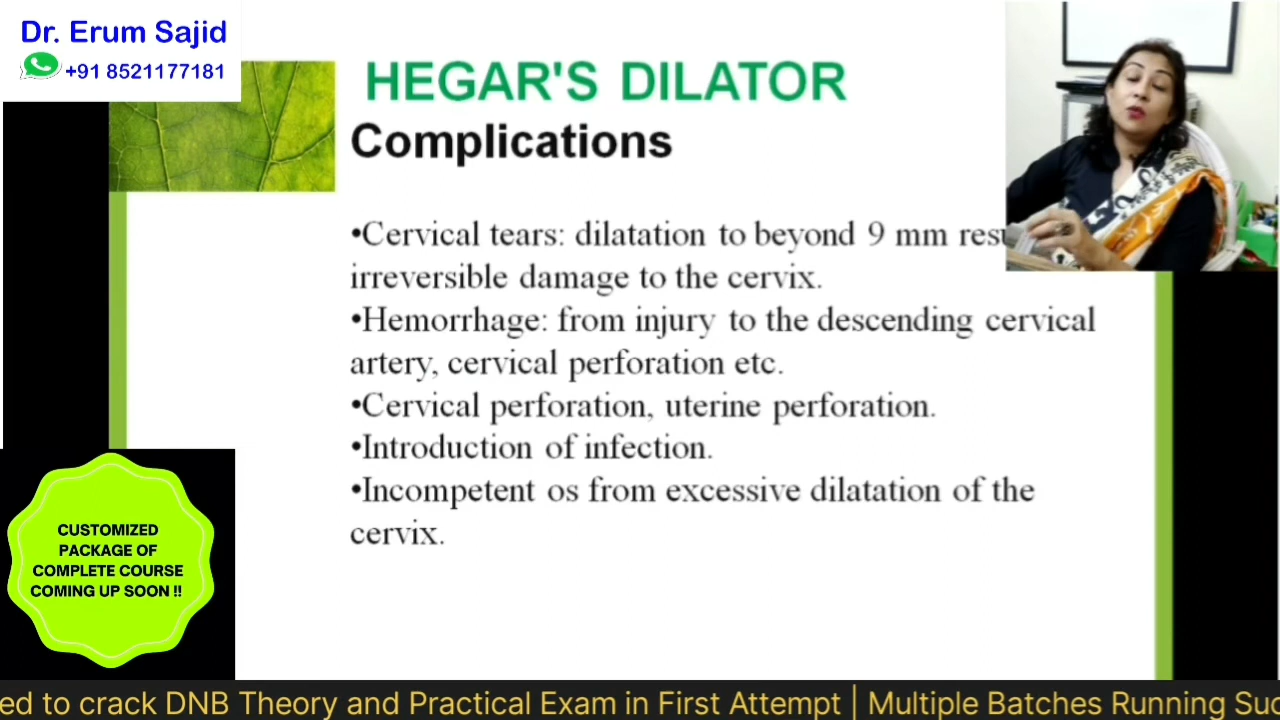 Dr. Erum Sajid
+91 8521177181
HEGAR'S DILATOR
Complications
•Cervical tears: dilatation to beyond 9 mm
irreversible damage to the cervix.
•Hemorrhage: from injury to the descending cervical
artery, cervical perforation etc.
•Cervical perforation, uterine perforation.
•Introduction of infection.
•Incompetent os from excessive dilatation of the
cervix.
CUSTOMIZED
PACKAGE OF
COMPLETE COURSE
COMING UP SOON !!
to crack DNB Theory and Practical Exam in First Attempt | Multiple Batches Running